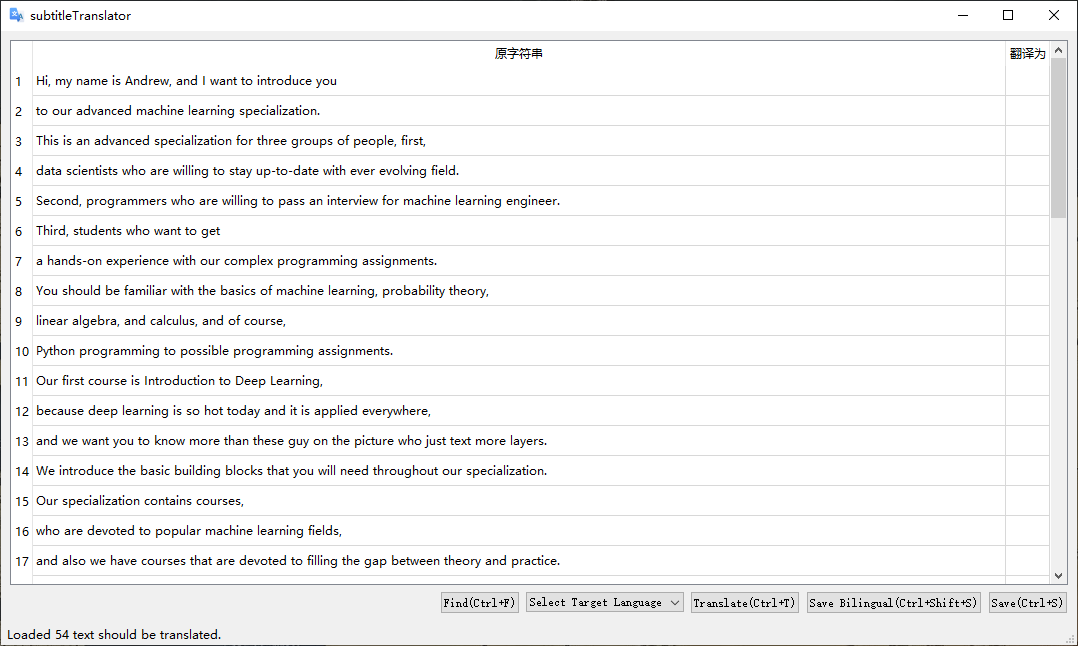 subtitleTranslator
原字符串 翻译为
1 Hi, my name is Andrew, and I want to introduce you
2 to our advanced machine learning specialization.
3 This is an advanced specialization for three groups of people, first,
4 data scientists who are willing to stay up-to-date with ever evolving field.
5 Second, programmers who are willing to pass an interview for machine learning engineer.
6 Third, students who want to get
7 a hands-on experience with our complex programming assignments.
8 You should be familiar with the basics of machine learning, probability theory,
9 linear algebra, and calculus, and of course,
10 Python programming to possible programming assignments.
11 Our first course is Introduction to Deep Learning,
12 because deep learning is so hot today and it is applied everywhere,
13 and we want you to know more than these guy on the picture who just text more layers.
14 We introduce the basic building blocks that you will need throughout our specialization.
15 Our specialization contains courses,
16 who are devoted to popular machine learning fields,
17 and also we have courses that are devoted to filling the gap between theory and practice.
Find(Ctrl+F) Select Target Language Translate(Ctrl+T) Save Bilingual(Ctrl+Shift+S) Save(Ctrl+S)
Loaded 54 text should be translated.